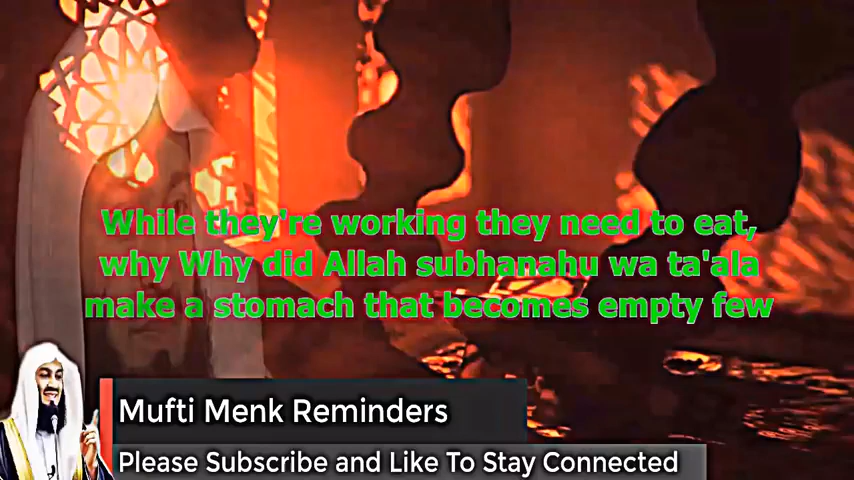 While they're working they need to eat,
why Why did Allah subhanahu wa ta'ala
make a stomach that becomes empty few
Mufti Menk Reminders
Please Subscribe and Like To Stay Connected